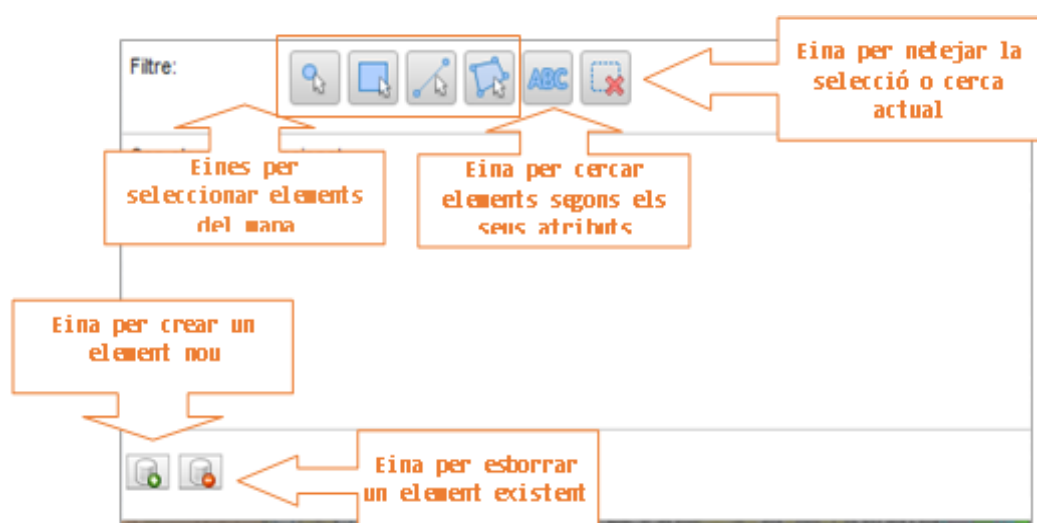 Filtre:
ABC
Eina per netejar la
selecció o cerca
actual
Eines per
seleccionar elements
del mapa
Eina per cercar
elements segons els
seus atributs
Eina per crear un
element nou
Eina per esborrar
un element existent